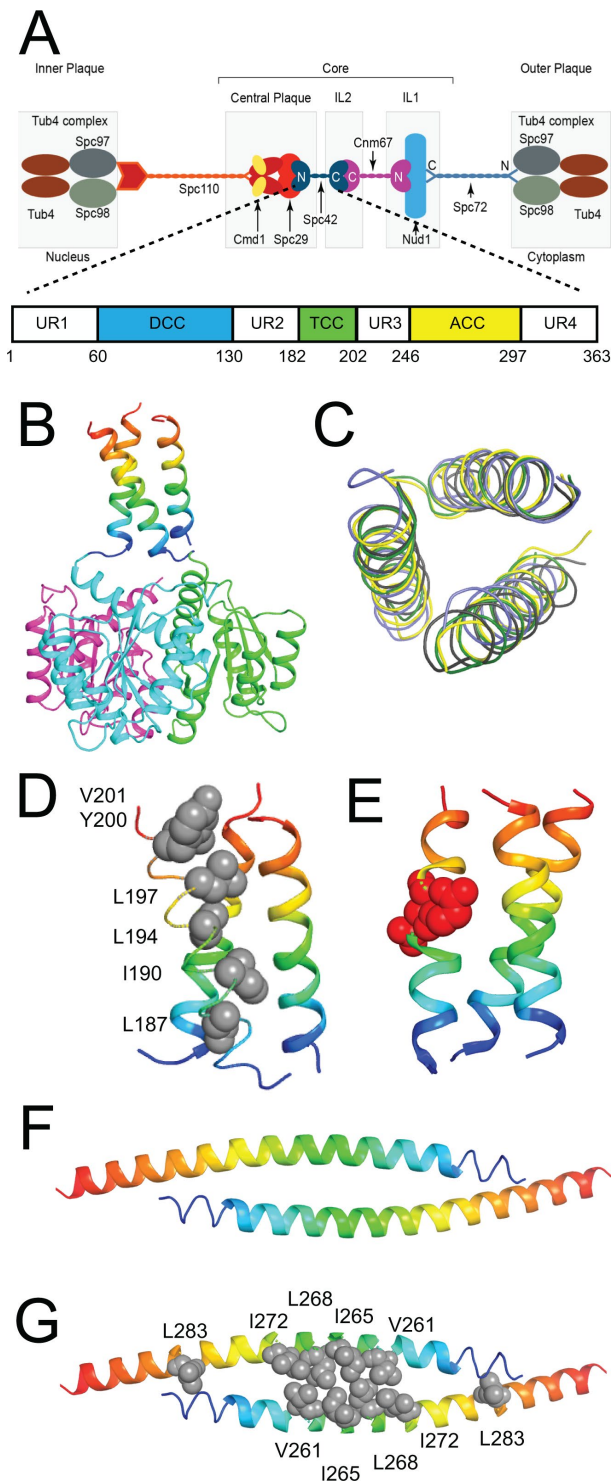 A
Inner Plaque
Core
Outer Plaque
Central Plaque
IL2
IL1
Tub4 complex
Spc97
Tub4
Spc98
Nucleus
Spc110
Cmd1
Spc29
N
Spc42
C
C
Cnm67
N
C
Nud1
Spc72
N
Tub4 complex
Spc97
Spc98
Tub4
Cytoplasm
UR1 DCC UR2 TCC UR3 ACC UR4
1 60 130 182 202 246 297 363
B
C
D
V201
Y200
L197
L194
I190
L187
E
F
G
L283
I272
L268
I265
V261
V261
I265
L268
I272
L283